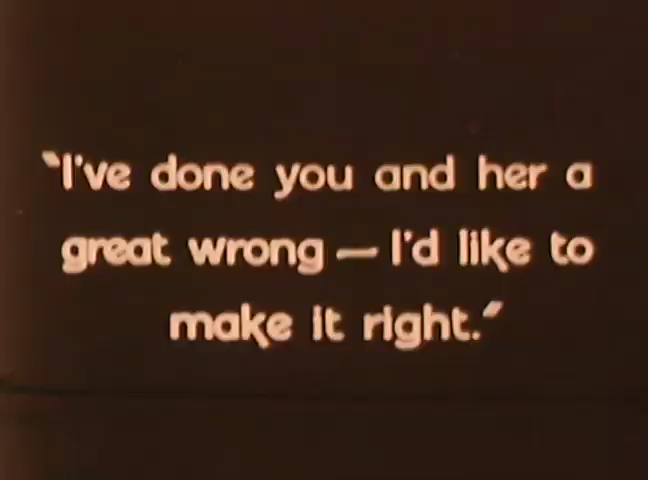 "I've done you and her a
great wrong — I'd like to
make it right."